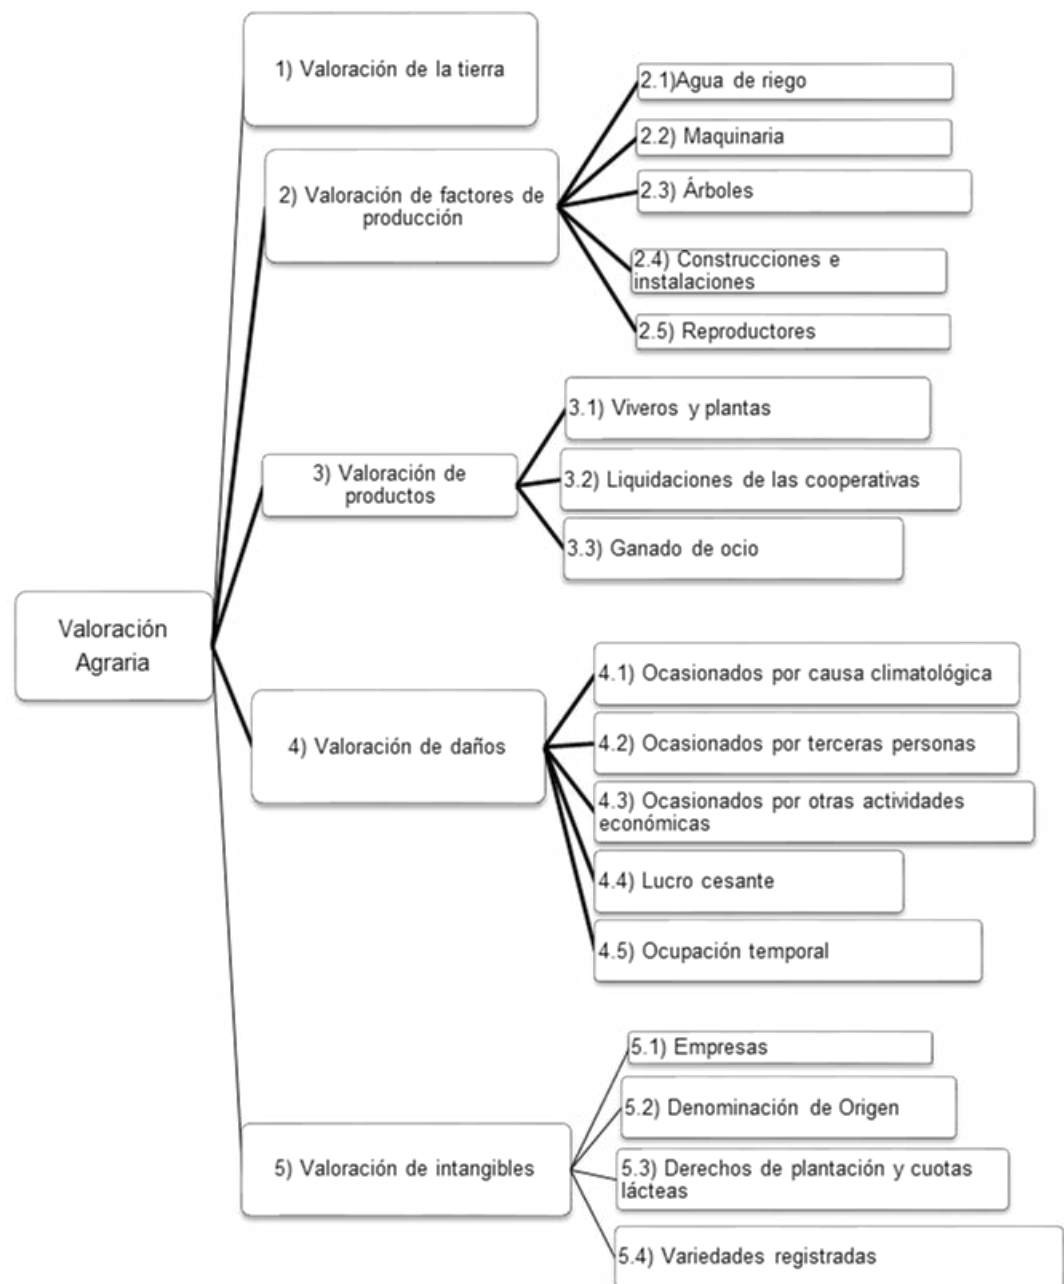 1) Valoración de la tierra
2.1)Agua de riego
2.2) Maquinaria
2) Valoración de factores de
producción
2.3) Árboles
2.4) Construcciones e
instalaciones
2.5) Reproductores
3.1) Viveros y plantas
3) Valoración de
productos
3.2) Liquidaciones de las cooperativas
3.3) Ganado de ocio
Valoración
Agraria
4.1) Ocasionados por causa climatológica
4) Valoración de daños
4.2) Ocasionados por terceras personas
4.3) Ocasionados por otras actividades
económicas
4.4) Lucro cesante
4.5) Ocupación temporal
5.1) Empresas
5.2) Denominación de Origen
5) Valoración de intangibles
5.3) Derechos de plantación y cuotas
lácteas
5.4) Variedades registradas